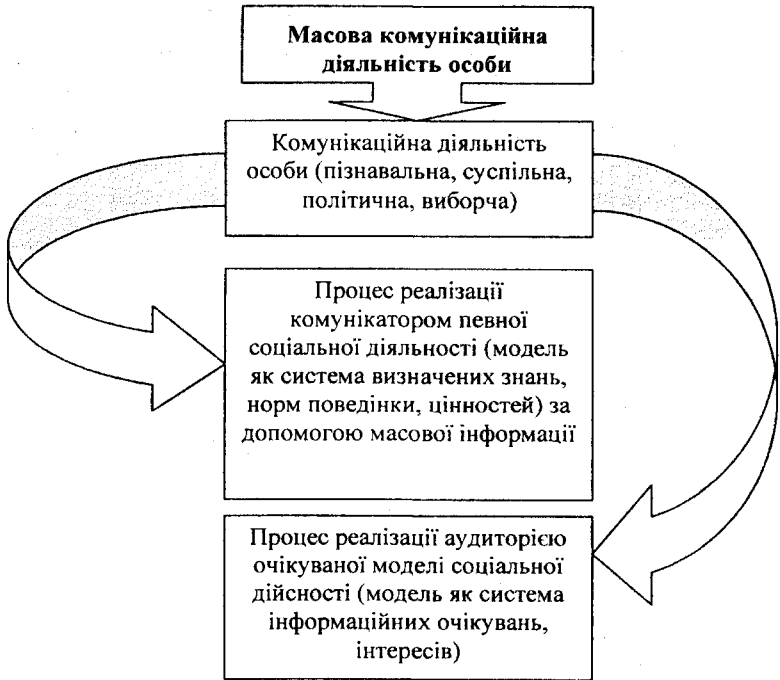 Масова комунікаційна
діяльність особи
Комунікаційна діяльність
особи (пізнавальна, суспільна,
політична, виборча)
Процес реалізації
комунікатором певної
соціальної діяльності (модель
як система визначених знань,
норм поведінки, цінностей) за
допомогою масової інформації
Процес реалізації аудиторією
очікуваної моделі соціальної
дійсності (модель як система
інформаційних очікувань,
інтересів)